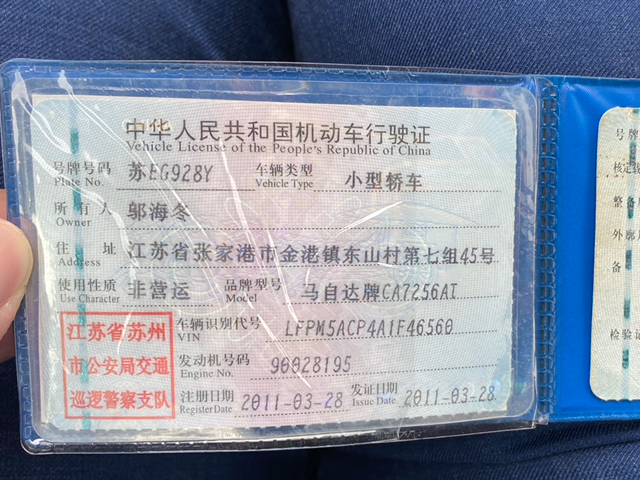 中华人民共和国机动车行驶证
Vehicle License of the People's Republic of China
号牌号码 苏EG928Y 车辆类型 小型轿车
Plate No. Vehicle Type
所有人 邬海冬
Owner
住址 江苏省张家港市金港镇东山村第七组45号
Address
使用性质 非营运 品牌型号 马自达牌CA7256AT
Use Character Model
江苏省苏州
市公安局交通
巡逻警察支队
车辆识别代号 LFPM5ACP4A1F46560
VIN
发动机号码 90028195
Engine No.
注册日期 2011-03-28 发证日期 2011-03-28
Register Date Issue Date
号牌
核定
整备
外廓
备
检验记